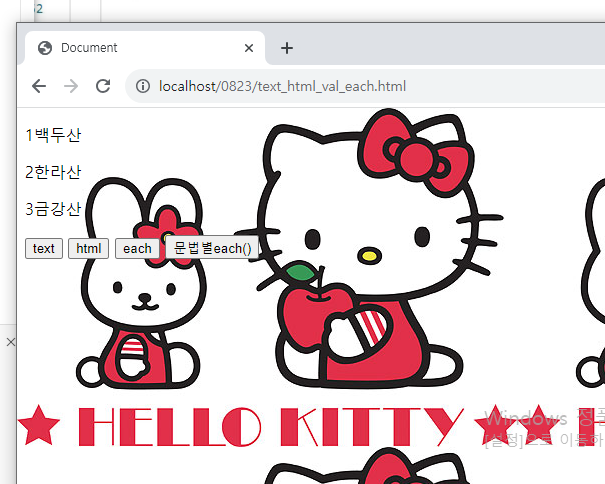 32
Document
localhost/0823/text_html_val_each.html
1백두산
2한라산
3금강산
text html each 문법별each()
HELLO KITTY
Windows 정품
[설정]으로 이동하